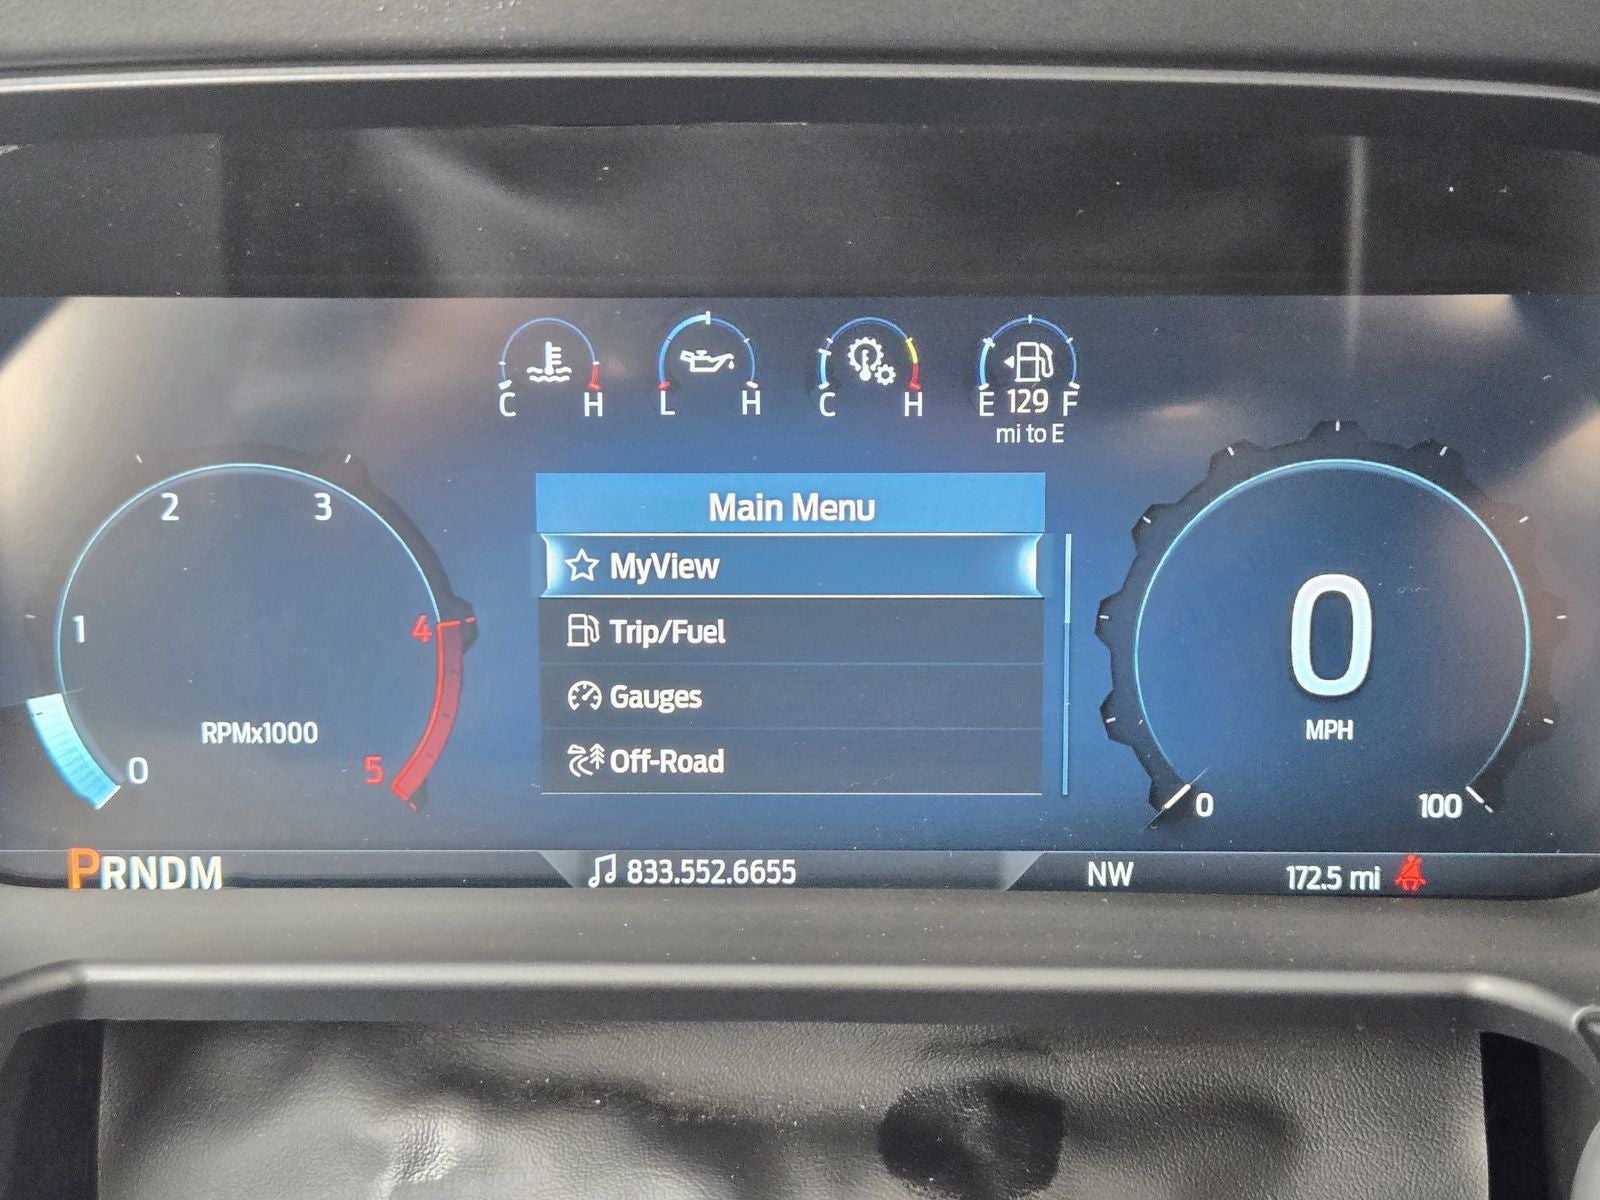 C H
L H
C H
E 129 F
mi to E
Main Menu
MyView
Trip/Fuel
Gauges
Off-Road
0
1
2
3
4
5
RPMx1000
0
MPH
0
100
PRNDM
833.552.6655
NW
172.5 mi